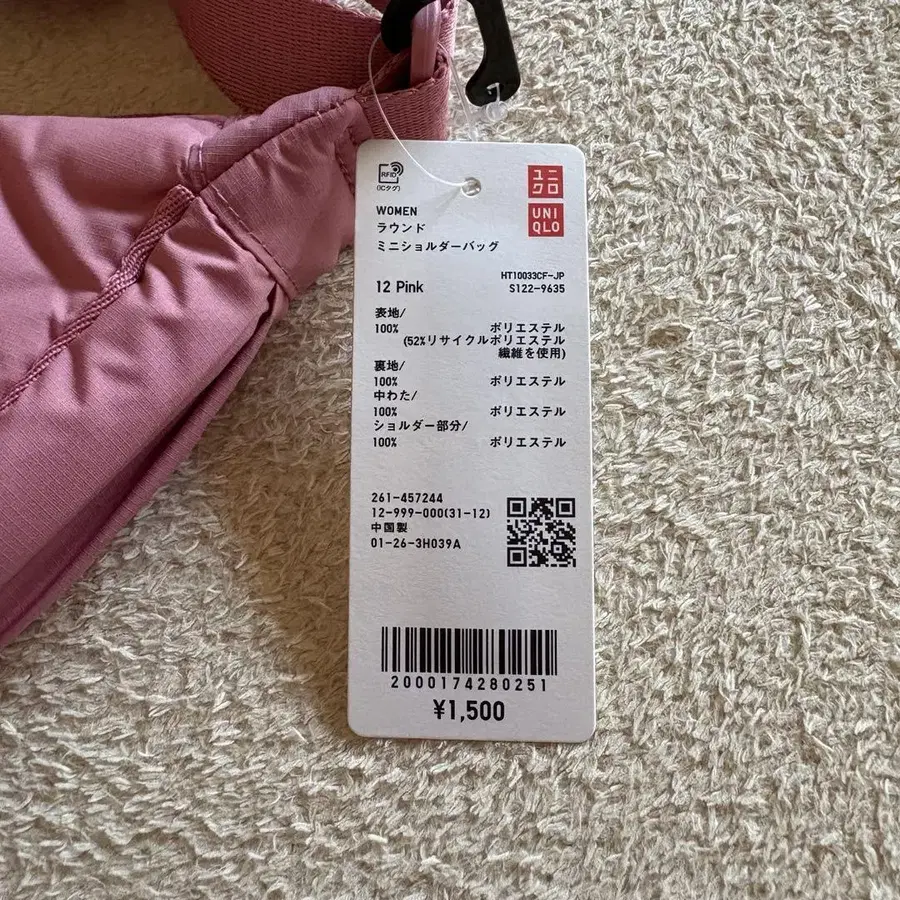 RFID
(ICタグ)
ユニ
クロ
UNI
QLO
WOMEN
ラウンド
ミニショルダーバッグ
HT10033CF-JP
12 Pink
S122-9635
表地/
100% ポリエステル
(52%リサイクルポリエステル
繊維を使用)
裏地/
100% ポリエステル
中わた/
100% ポリエステル
ショルダー部分/
100% ポリエステル
261-457244
12-999-000(31-12)
中国製
01-26-3H039A
2000174280251
¥1,500